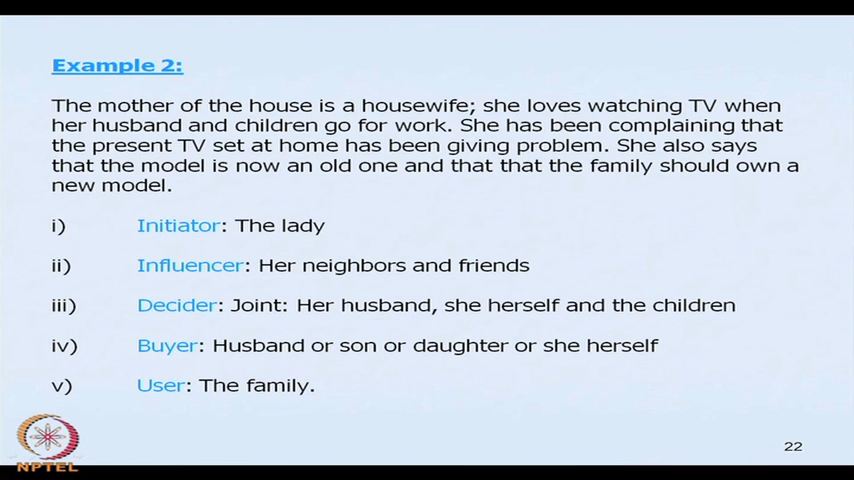 Example 2:
The mother of the house is a housewife; she loves watching TV when
her husband and children go for work. She has been complaining that
the present TV set at home has been giving problem. She also says
that the model is now an old one and that that the family should own a
new model.
i) Initiator: The lady
ii) Influencer: Her neighbors and friends
iii) Decider: Joint: Her husband, she herself and the children
iv) Buyer: Husband or son or daughter or she herself
v) User: The family.
22
NPTEL